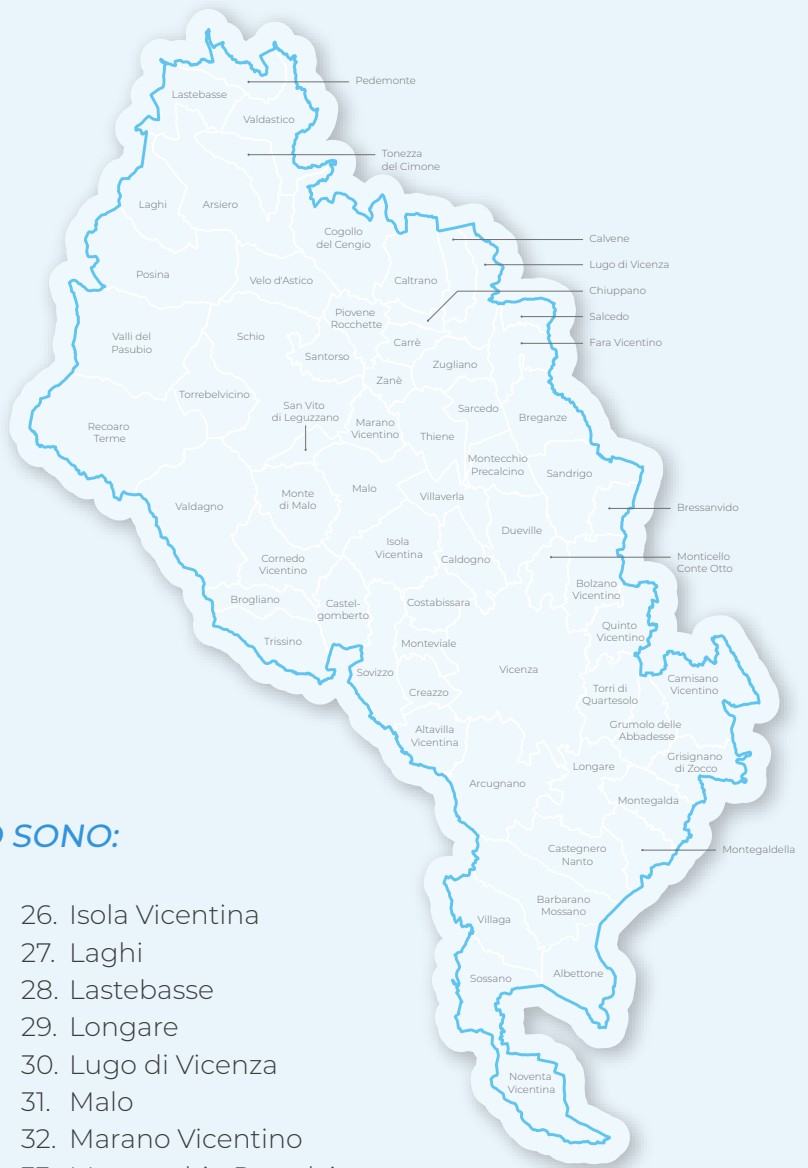 Pedemonte
Lastebasse
Valdastico
Tonezza
del Cimone
Laghi
Arsiero
Cogollo
del Cengio
Calvene
Lugo di Vicenza
Posina
Velo d'Astico
Caltrano
Chiuppano
Salcedo
Piovene
Rocchette
Valli del
Pasubio
Schio
Carrè
Fara Vicentino
Santorso
Zugliano
Zanè
Torrebelvicino
San Vito
di Leguzzano
Sarcedo
Breganze
Recoaro
Terme
Marano
Vicentino
Thiene
Montecchio
Precalcino
Sandrigo
Valdagno
Monte
di Malo
Malo
Villaverla
Bressanvido
Dueville
Isola
Vicentina
Caldogno
Monticello
Conte Otto
Cornedo
Vicentino
Bolzano
Vicentino
Brogliano
Castel-
gomberto
Costabissara
Quinto
Vicentino
Trissino
Monteviale
Sovizzo
Vicenza
Camisano
Vicentino
Creazzo
Torri di
Quartesolo
Altavilla
Vicentina
Grumolo delle
Abbadesse
Grisignano
di Zocco
Longare
Arcugnano
Montegalda
Castegnero
Nanto
Montegaldella
Barbarano
Mossano
Villaga
Sossano
Albettone
Noventa
Vicentina
SONO:
26. Isola Vicentina
27. Laghi
28. Lastebasse
29. Longare
30. Lugo di Vicenza
31. Malo
32. Marano Vicentino